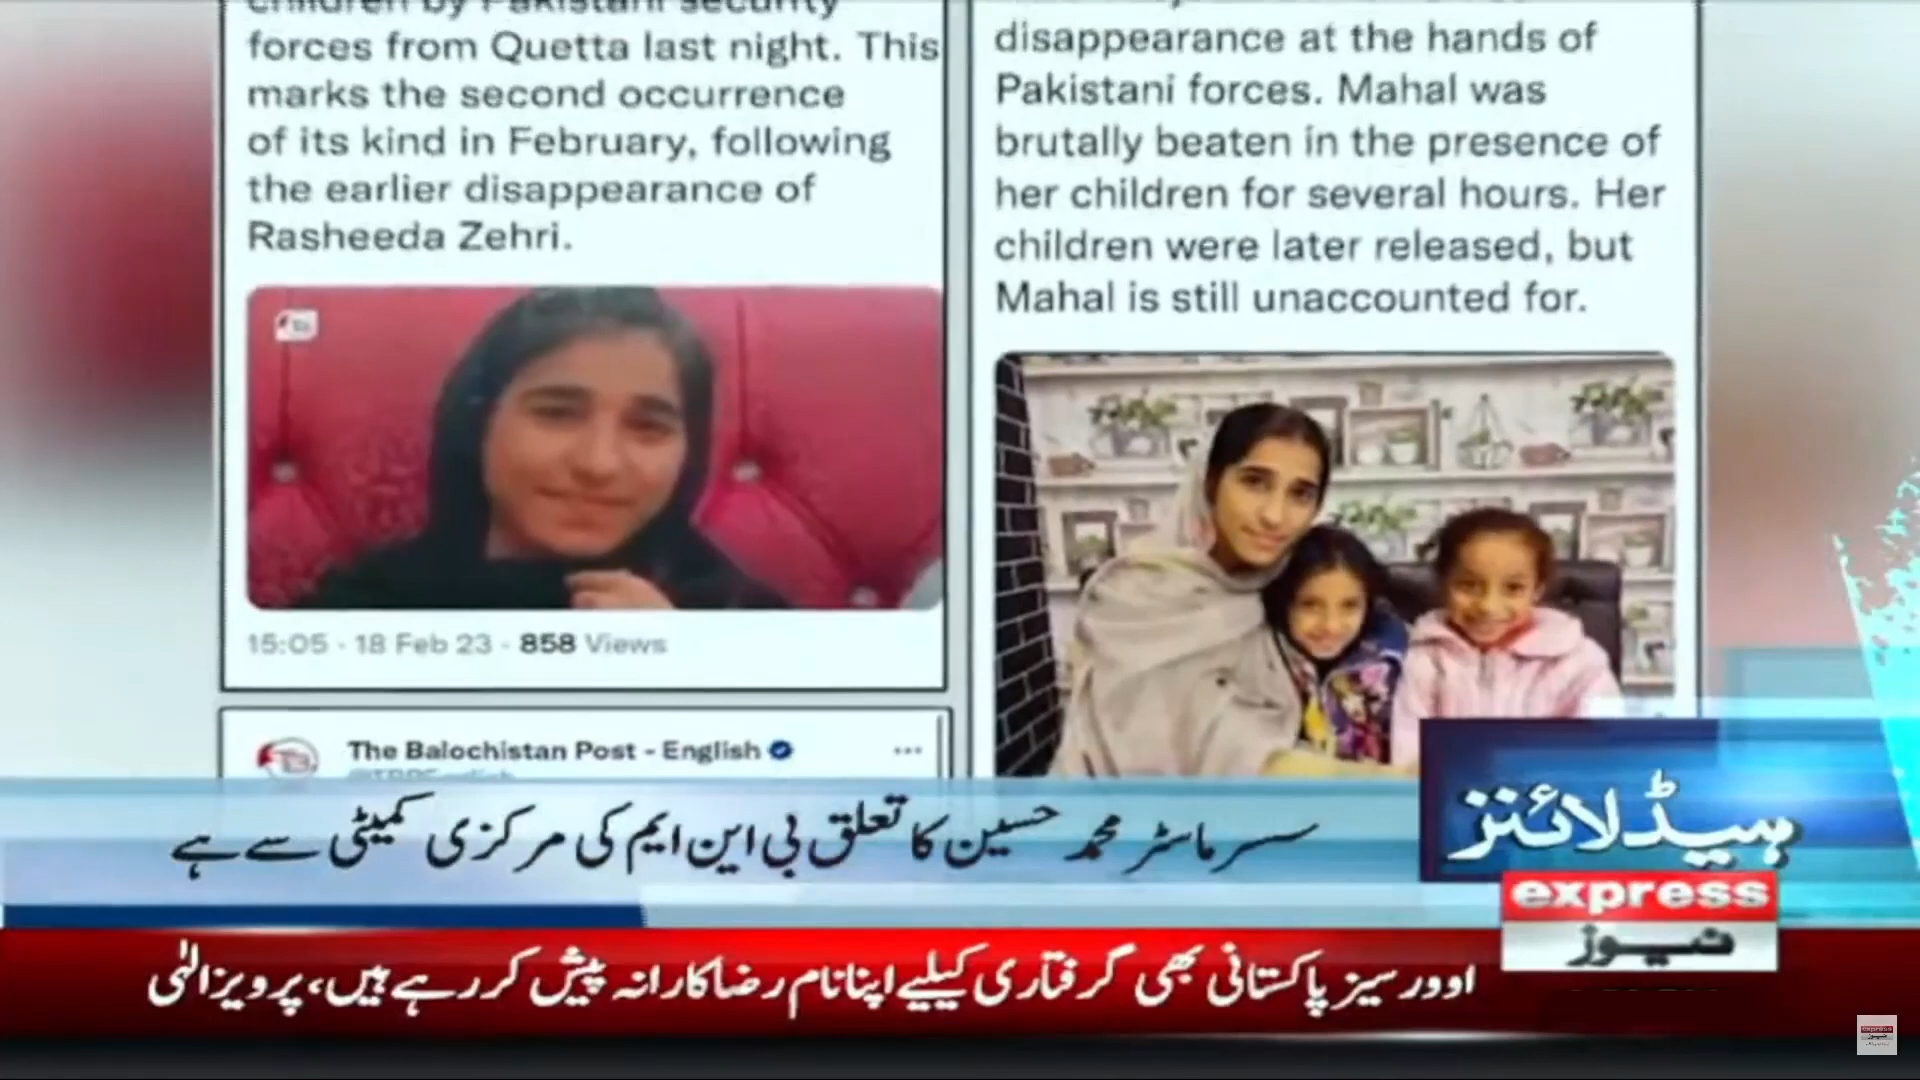 children by Pakistani security
forces from Quetta last night. This
marks the second occurrence
of its kind in February, following
the earlier disappearance of
Rasheeda Zehri.
15:05 - 18 Feb 23 - 858 Views
The Balochistan Post - English
disappearance at the hands of
Pakistani forces. Mahal was
brutally beaten in the presence of
her children for several hours. Her
children were later released, but
Mahal is still unaccounted for.
ہیڈلائنز
سسر ماسٹر محمد حسین کا تعلق بی این ایم کی مرکزی کمیٹی سے ہے
express
نیوز
اوورسیز پاکستانی بھی گرفتاری کیلیے اپنا نام رضاکارانہ پیش کر رہے ہیں، پرویز الٰہی